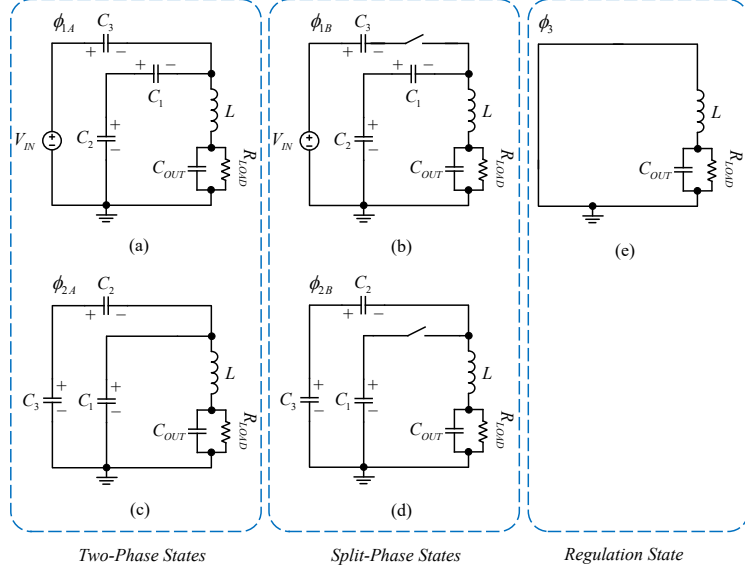 ϕ1A
C3
+ −
+ −
C1
VIN
C2
+
−
L
COUT
RLOAD
(a)
ϕ1B
C3
+ −
+ −
C1
VIN
C2
+
−
L
COUT
RLOAD
(b)
ϕ3
L
COUT
RLOAD
(e)
ϕ2A
C2
+ −
C3
+
−
C1
+
−
L
COUT
RLOAD
(c)
ϕ2B
C2
+ −
C3
+
−
C1
+
−
L
COUT
RLOAD
(d)
Two-Phase States
Split-Phase States
Regulation State